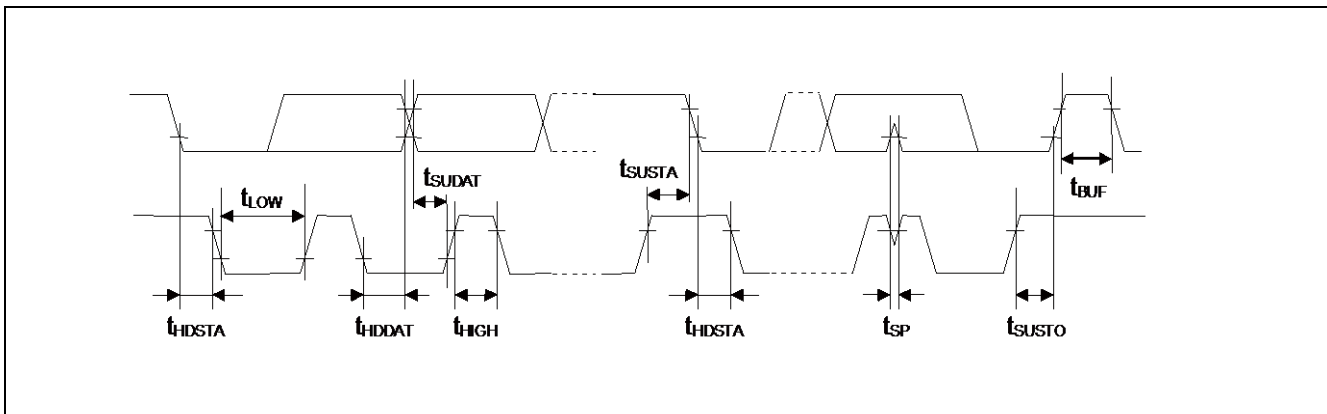 tSUDAT
tSUSTA
tLOW
tBUF
tHDSTA
tHDDAT
tHIGH
tHDSTA
tSP
tSUSTO